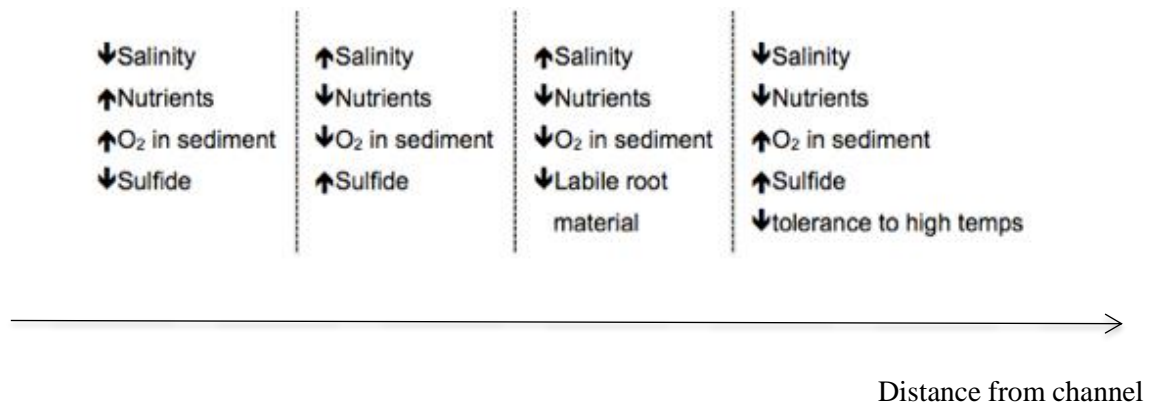 ↓Salinity
↑Nutrients
↑O₂ in sediment
↓Sulfide
↑Salinity
↓Nutrients
↓O₂ in sediment
↑Sulfide
↑Salinity
↓Nutrients
↓O₂ in sediment
↓Labile root
material
↓Salinity
↓Nutrients
↑O₂ in sediment
↑Sulfide
↓tolerance to high temps
Distance from channel